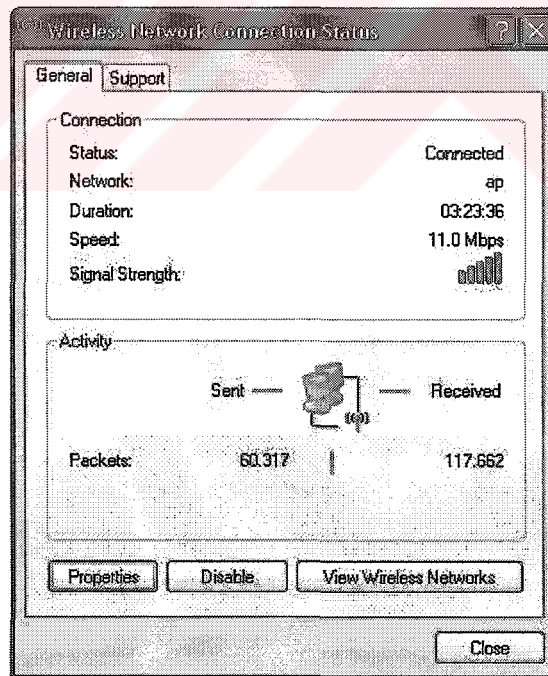 Wireless Network Connection Status
General Support
Connection
Status: Connected
Network: ap
Duration: 03:23:36
Speed: 11.0 Mbps
Signal Strength:
Activity
Sent Received
Packets: 60.317 117.662
Properties Disable View Wireless Networks
Close